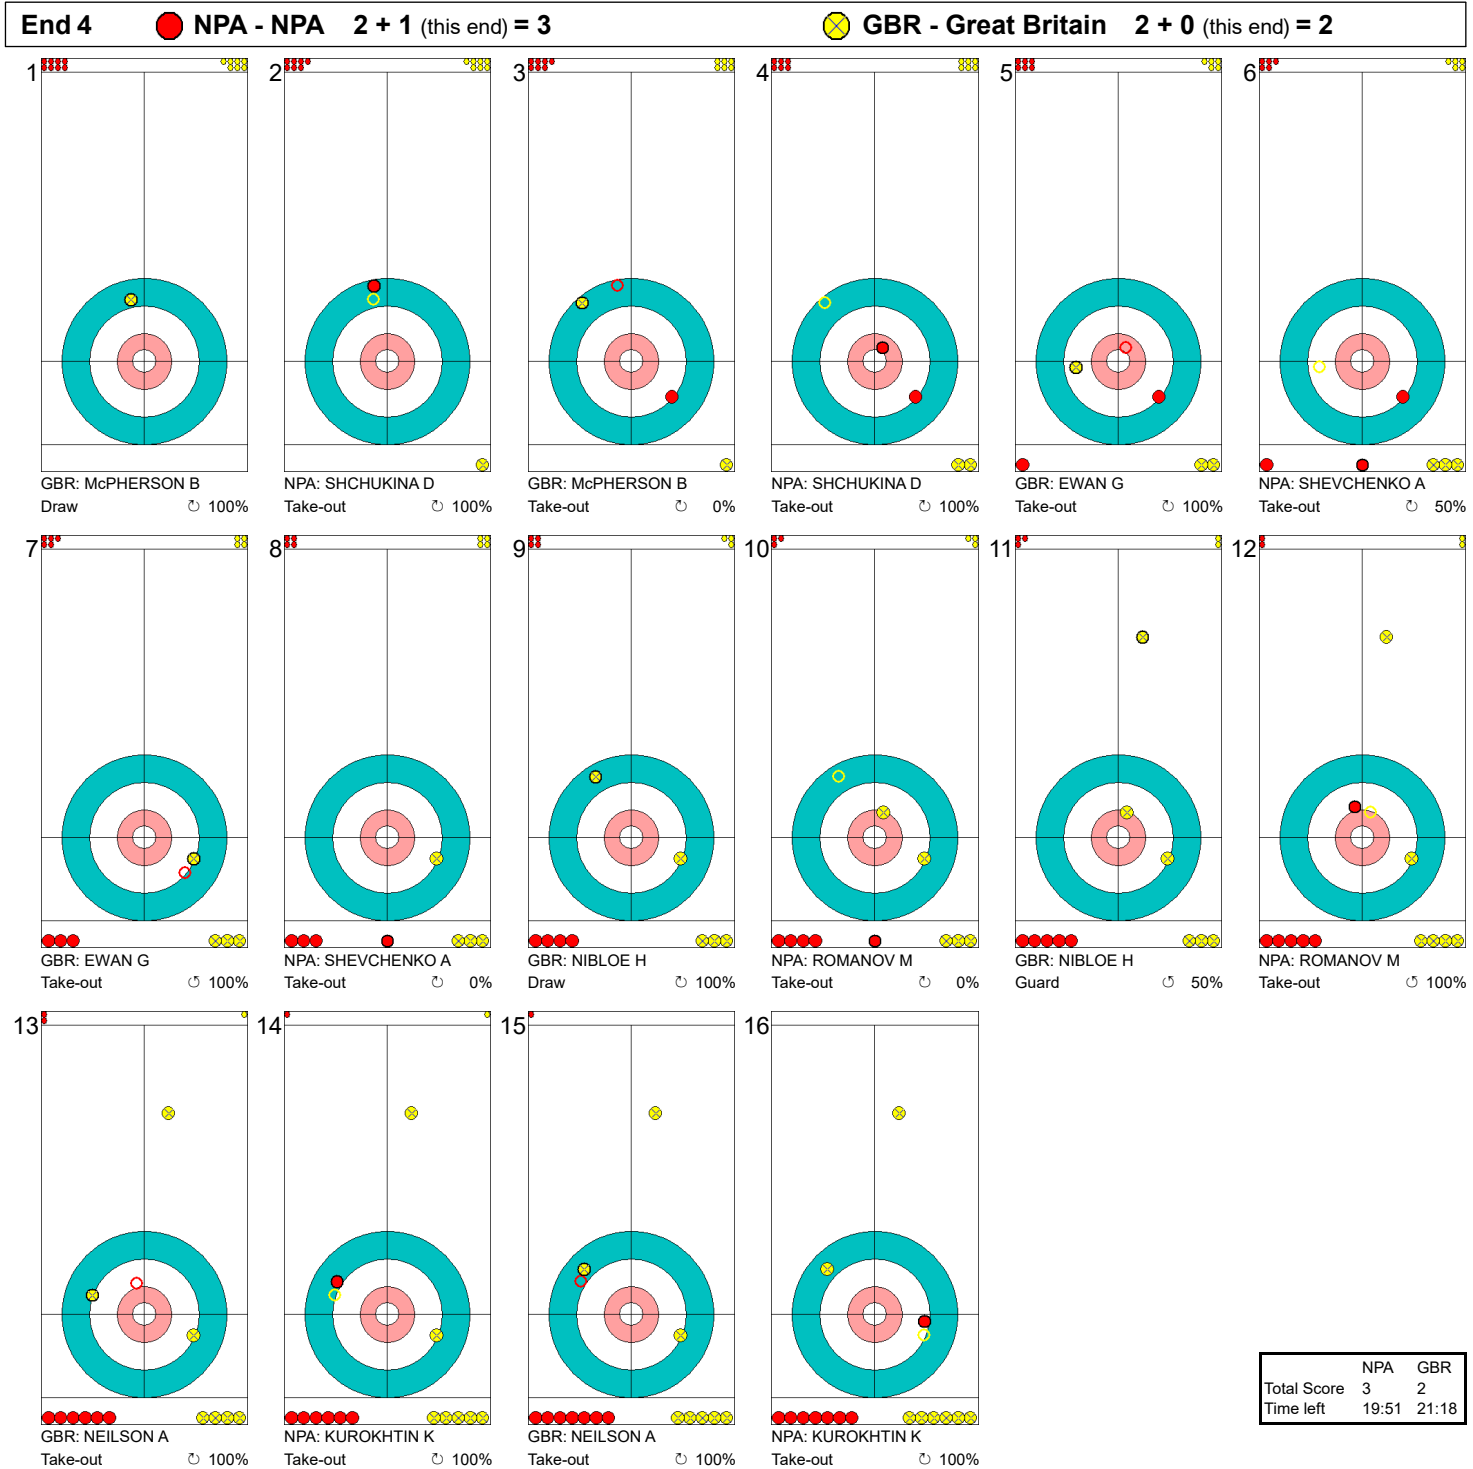 End 4 NPA - NPA 2 + 1 (this end) = 3 GBR - Great Britain 2 + 0 (this end) = 2
1 2 3 4 5 6
GBR: McPHERSON B NPA: SHCHUKINA D GBR: McPHERSON B NPA: SHCHUKINA D GBR: EWAN G NPA: SHEVCHENKO A
Draw ↻ 100% Take-out ↻ 100% Take-out ↻ 0% Take-out ↻ 100% Take-out ↻ 100% Take-out ↻ 50%
7 8 9 10 11 12
GBR: EWAN G NPA: SHEVCHENKO A GBR: NIBLOE H NPA: ROMANOV M GBR: NIBLOE H NPA: ROMANOV M
Take-out ↺ 100% Take-out ↻ 0% Draw ↻ 100% Take-out ↻ 0% Guard ↺ 50% Take-out ↺ 100%
13 14 15 16
GBR: NEILSON A NPA: KUROKHTIN K GBR: NEILSON A NPA: KUROKHTIN K
Take-out ↻ 100% Take-out ↻ 100% Take-out ↻ 100% Take-out ↻ 100%
NPA GBR
Total Score 3 2
Time left 19:51 21:18